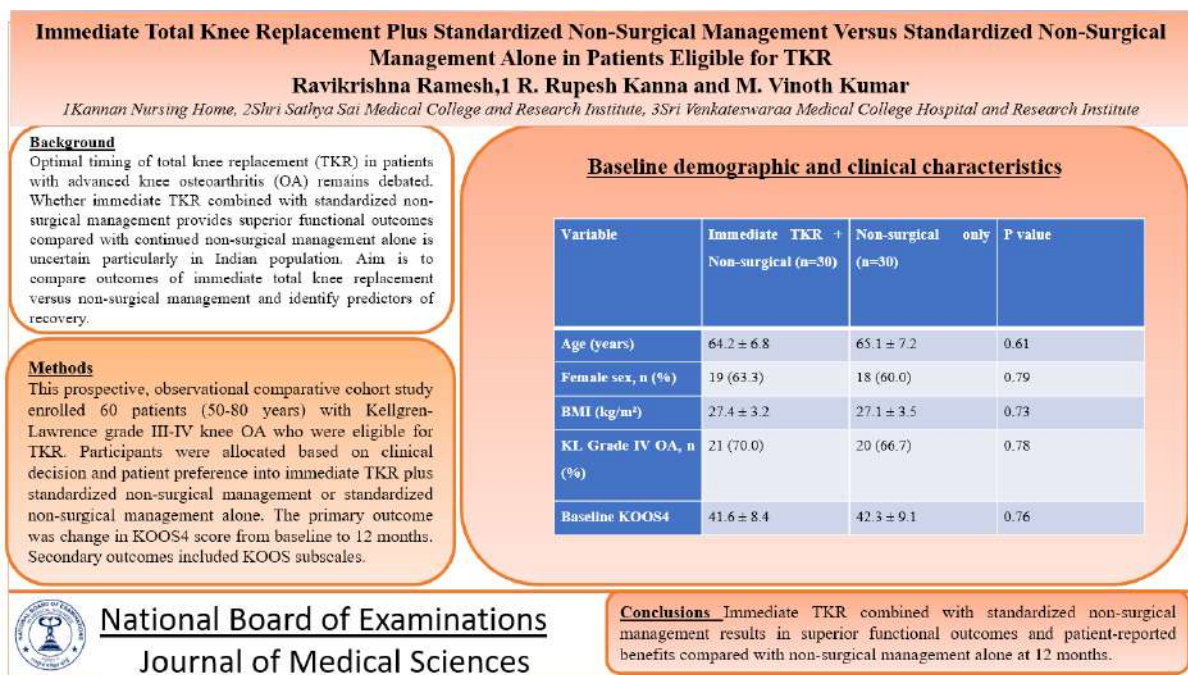 Immediate Total Knee Replacement Plus Standardized Non-Surgical Management Versus Standardized Non-Surgical
Management Alone in Patients Eligible for TKR
Ravikrishna Ramesh,1 R. Rupesh Kanna and M. Vinoth Kumar
1Kannan Nursing Home, 2Shri Sathya Sai Medical College and Research Institute, 3Sri Venkateswaraa Medical College Hospital and Research Institute
Background
Optimal timing of total knee replacement (TKR) in patients
with advanced knee osteoarthritis (OA) remains debated.
Whether immediate TKR combined with standardized non-
surgical management provides superior functional outcomes
compared with continued non-surgical management alone is
uncertain particularly in Indian population. Aim is to
compare outcomes of immediate total knee replacement
versus non-surgical management and identify predictors of
recovery.
Methods
This prospective, observational comparative cohort study
enrolled 60 patients (50-80 years) with Kellgren-
Lawrence grade III-IV knee OA who were eligible for
TKR. Participants were allocated based on clinical
decision and patient preference into immediate TKR plus
standardized non-surgical management or standardized
non-surgical management alone. The primary outcome
was change in KOOS4 score from baseline to 12 months.
Secondary outcomes included KOOS subscales.
Baseline demographic and clinical characteristics
Variable Immediate TKR + Non-surgical only P value
Non-surgical (n=30) (n=30)
Age (years) 64.2 ± 6.8 65.1 ± 7.2 0.61
Female sex, n (%) 19 (63.3) 18 (60.0) 0.79
BMI (kg/m²) 27.4 ± 3.2 27.1 ± 3.5 0.73
KL Grade IV OA, n 21 (70.0) 20 (66.7) 0.78
(%)
Baseline KOOS4 41.6 ± 8.4 42.3 ± 9.1 0.76
National Board of Examinations
Journal of Medical Sciences
Conclusions Immediate TKR combined with standardized non-surgical
management results in superior functional outcomes and patient-reported
benefits compared with non-surgical management alone at 12 months.